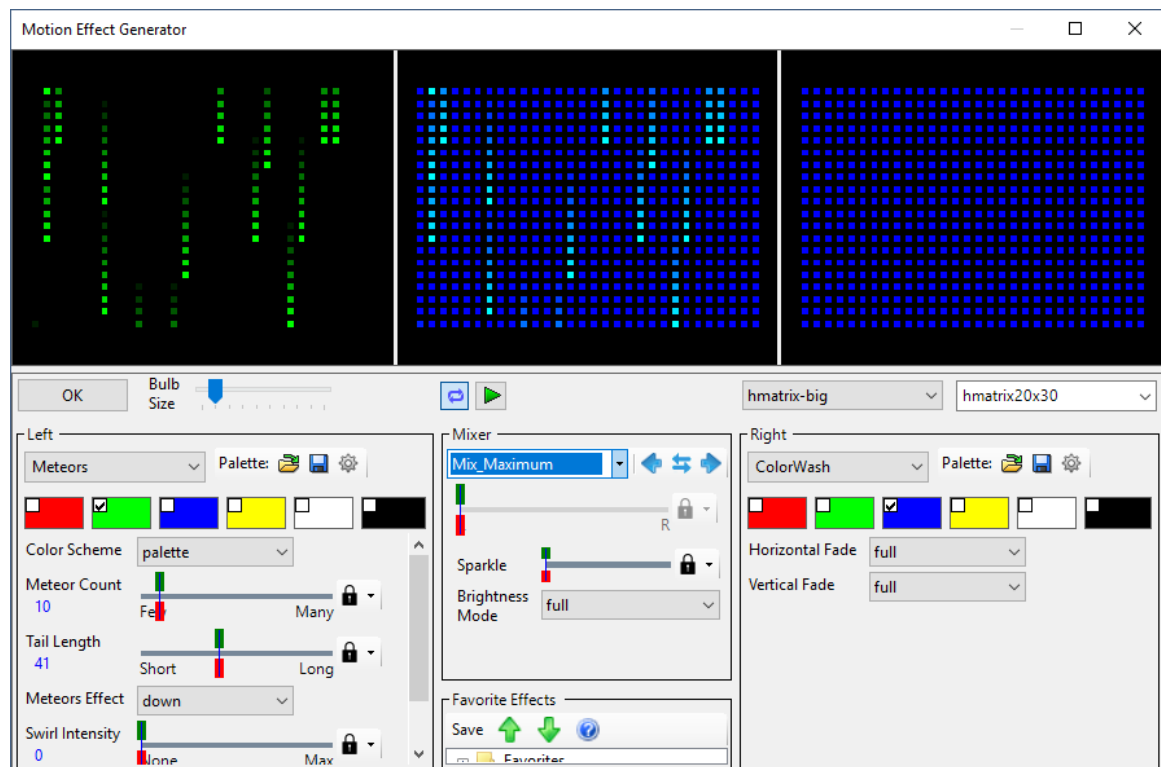 Motion Effect Generator
OK
Bulb
Size
hmatrix-big
hmatrix20x30
Left
Meteors
Palette:
Color Scheme
palette
Meteor Count
10
Few
Many
Tail Length
41
Short
Long
Meteors Effect
down
Swirl Intensity
0
None
Max
Mixer
Mix_Maximum
R
Sparkle
Brightness
Mode
full
Favorite Effects
Save
Favorites
Right
ColorWash
Palette:
Horizontal Fade
full
Vertical Fade
full